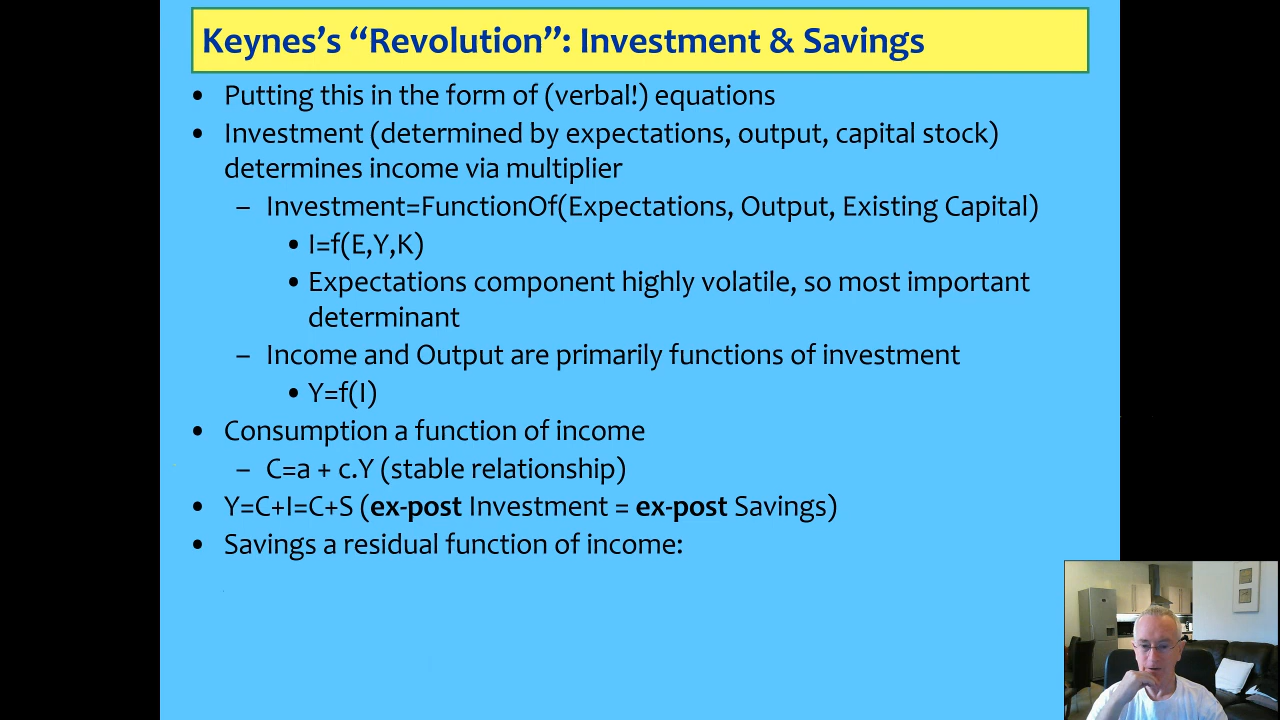 Keynes’s “Revolution”: Investment & Savings
• Putting this in the form of (verbal!) equations
• Investment (determined by expectations, output, capital stock)
determines income via multiplier
– Investment=FunctionOf(Expectations, Output, Existing Capital)
• I=f(E,Y,K)
• Expectations component highly volatile, so most important
determinant
– Income and Output are primarily functions of investment
• Y=f(I)
• Consumption a function of income
– C=a + c.Y (stable relationship)
• Y=C+I=C+S (ex-post Investment = ex-post Savings)
• Savings a residual function of income: